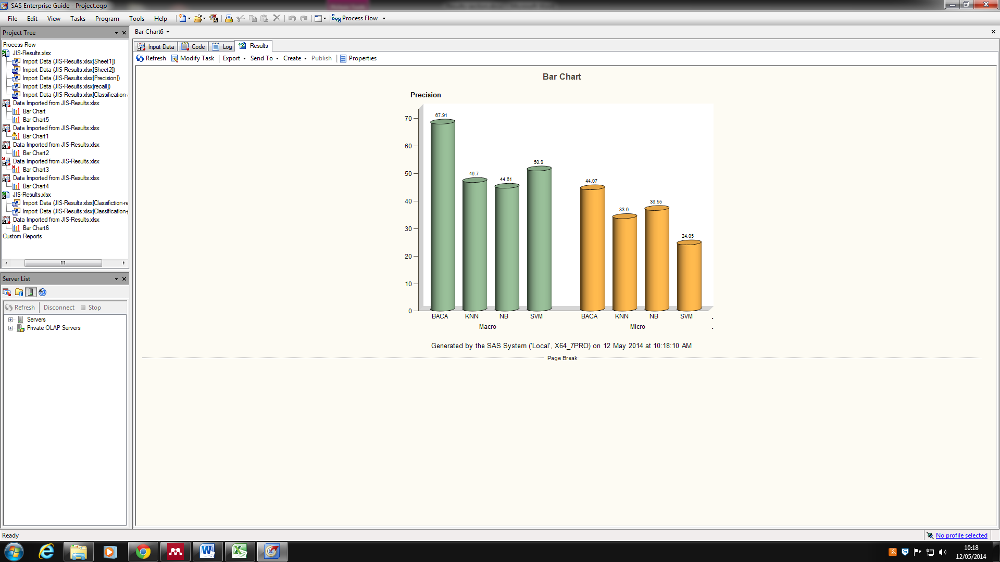 SAS Enterprise Guide - Project.egp
File Edit View Tasks Program Tools Help Process Flow
Project Tree
Process Flow
JIS-Results.xlsx
Import Data (JIS-Results.xlsx[Sheet1])
Import Data (JIS-Results.xlsx[Sheet2])
Import Data (JIS-Results.xlsx[Precision])
Import Data (JIS-Results.xlsx[recall])
Import Data (JIS-Results.xlsx[Classification-
Data Imported from JIS-Results.xlsx
Bar Chart
Bar Chart5
Data Imported from JIS-Results.xlsx
Bar Chart1
Data Imported from JIS-Results.xlsx
Bar Chart2
Data Imported from JIS-Results.xlsx
Bar Chart3
Data Imported from JIS-Results.xlsx
Bar Chart4
JIS-Results.xlsx
Import Data (JIS-Results.xlsx[Classifiction-re
Import Data (JIS-Results.xlsx[Classification-
Data Imported from JIS-Results.xlsx
Bar Chart6
Custom Reports
Server List
Refresh Disconnect Stop
Servers
Private OLAP Servers
Bar Chart6
Input Data Code Log Results
Refresh Modify Task Export Send To Create Publish Properties
Bar Chart
Precision
70
60
50
40
30
20
10
0
67.91
46.7
44.61
50.9
44.07
33.6
36.55
24.05
BACA KNN NB SVM BACA KNN NB SVM .
Macro Micro .
Generated by the SAS System ('Local', X64_7PRO) on 12 May 2014 at 10:18:10 AM
Page Break
Ready
No profile selected
10:18
12/05/2014